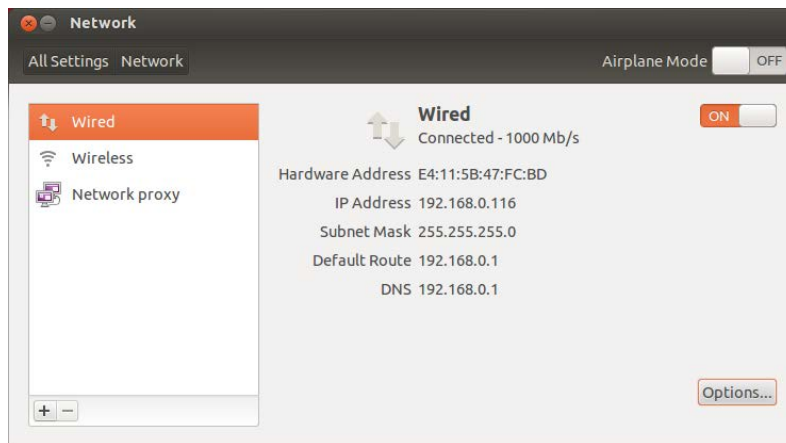 Network
All Settings Network
Airplane Mode OFF
Wired
Wireless
Network proxy
Wired
ON
Connected - 1000 Mb/s
Hardware Address E4:11:5B:47:FC:BD
IP Address 192.168.0.116
Subnet Mask 255.255.255.0
Default Route 192.168.0.1
DNS 192.168.0.1
Options...